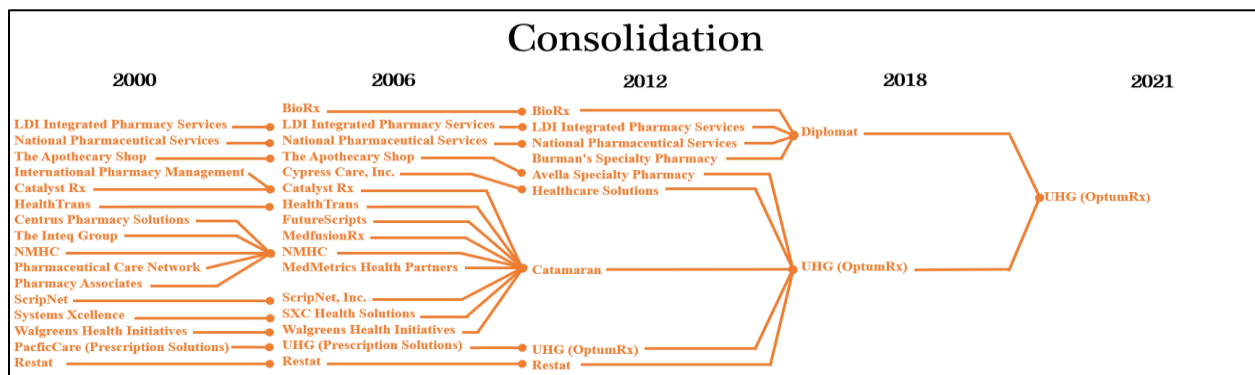 Consolidation
2000 2006 2012 2018 2021
BioRx BioRx
LDI Integrated Pharmacy Services LDI Integrated Pharmacy Services LDI Integrated Pharmacy Services Diplomat
National Pharmaceutical Services National Pharmaceutical Services National Pharmaceutical Services
The Apothecary Shop The Apothecary Shop Burman's Specialty Pharmacy
International Pharmacy Management Cypress Care, Inc. Avella Specialty Pharmacy
Catalyst Rx Catalyst Rx Healthcare Solutions UHG (OptumRx)
HealthTrans HealthTrans
Centrus Pharmacy Solutions FutureScripts
The Inteq Group MedfusionRx
NMHC NMHC
Pharmaceutical Care Network MedMetrics Health Partners Catamaran UHG (OptumRx)
Pharmacy Associates
ScripNet ScripNet, Inc.
Systems Xcellence SXC Health Solutions
Walgreens Health Initiatives Walgreens Health Initiatives
PacficCare (Prescription Solutions) UHG (Prescription Solutions) UHG (OptumRx)
Restat Restat Restat